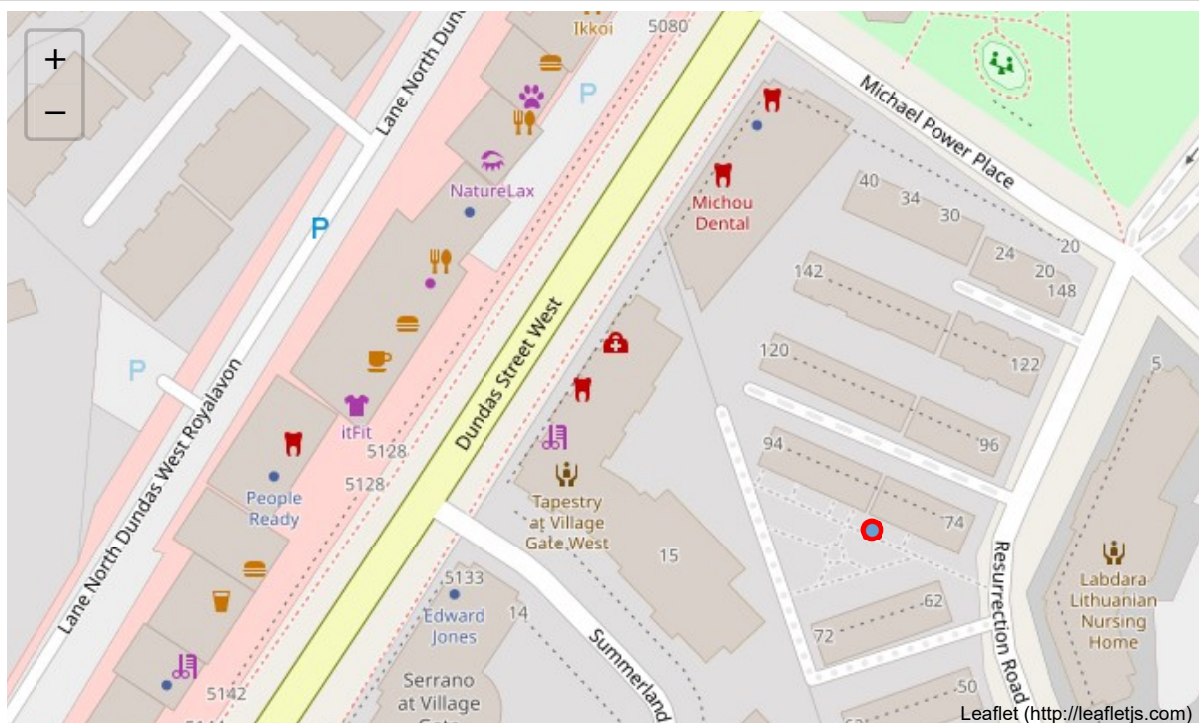 +
−
Ikkoi
5080
P
Lane North Dund
Michael Power Place
NatureLax
Michou
Dental
40
34
30
20
24
20
148
P
142
122
Dundas Street West
120
P
5
Lane North Dundas West Royalavon
itFit
5128
5128
94
96
People
Ready
Tapestry
at Village
Gate West
15
74
Resurrection Road
Labdara
Lithuanian
Nursing
Home
5133
Edward
Jones
14
62
72
Summerland
5142
Serrano
at Village
50
Leaflet (http://leafletjs.com)